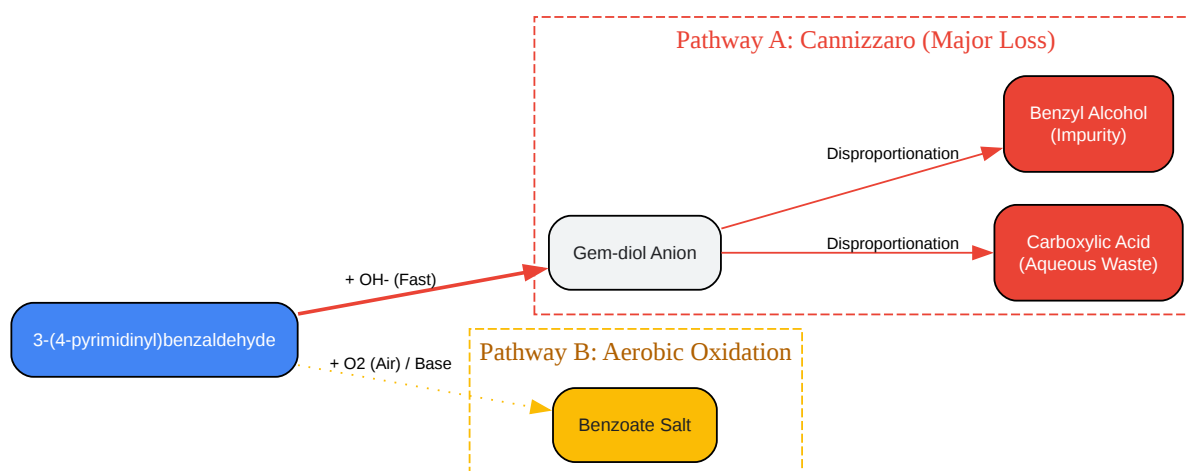 Pathway A: Cannizzaro (Major Loss)
Benzyl Alcohol
(Impurity)
Disproportionation
Gem-diol Anion
Disproportionation
Carboxylic Acid
(Aqueous Waste)
+ OH- (Fast)
3-(4-pyrimidinyl)benzaldehyde
Pathway B: Aerobic Oxidation
+ O2 (Air) / Base
Benzoate Salt